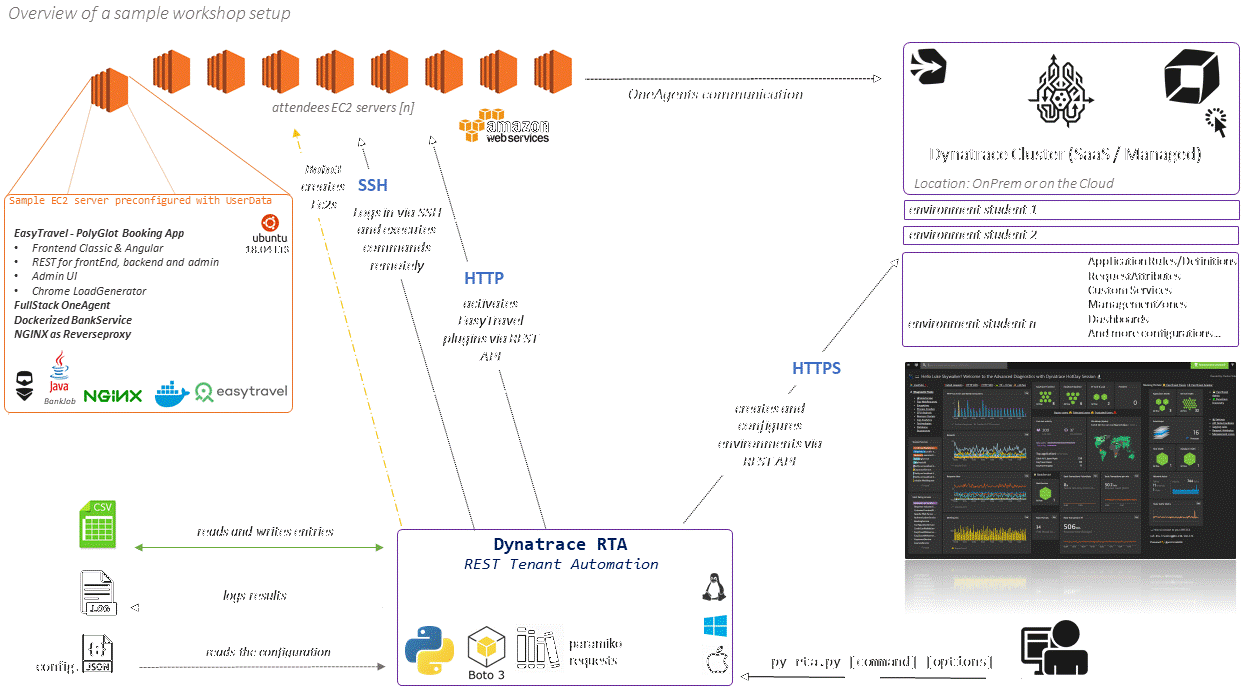 Overview of a sample workshop setup
attendees EC2 servers [n]
amazon
web services
OneAgents communication
Dynatrace Cluster (SaaS / Managed)
Location: OnPrem or on the Cloud
environment student 1
environment student 2
environment student n
Application Rules/Definitions
RequestAttributes
Custom Services
ManagementZones
Dashboards
And more configurations...
Sample EC2 server preconfigured with UserData
EasyTravel - PolyGlot Booking App
• Frontend Classic & Angular
• REST for frontEnd, backend and admin
• Admin UI
• Chrome LoadGenerator
FullStack OneAgent
Dockerized BankService
NGINX as Reverseproxy
ubuntu
18.04 LTS
Java
BankJob
NGINX
docker
easytravel
Boto3
creates
Ec2s
SSH
Logs in via SSH
and executes
commands
remotely
HTTP
activates
EasyTravel
plugins via REST
API
HTTPS
creates and
configures
environments via
REST API
CSV
reads and writes entries
.LOG
logs results
config.
JSON
reads the configuration
Dynatrace RTA
REST Tenant Automation
Boto 3
paramiko
requests
py rta.py [command] [options]
506